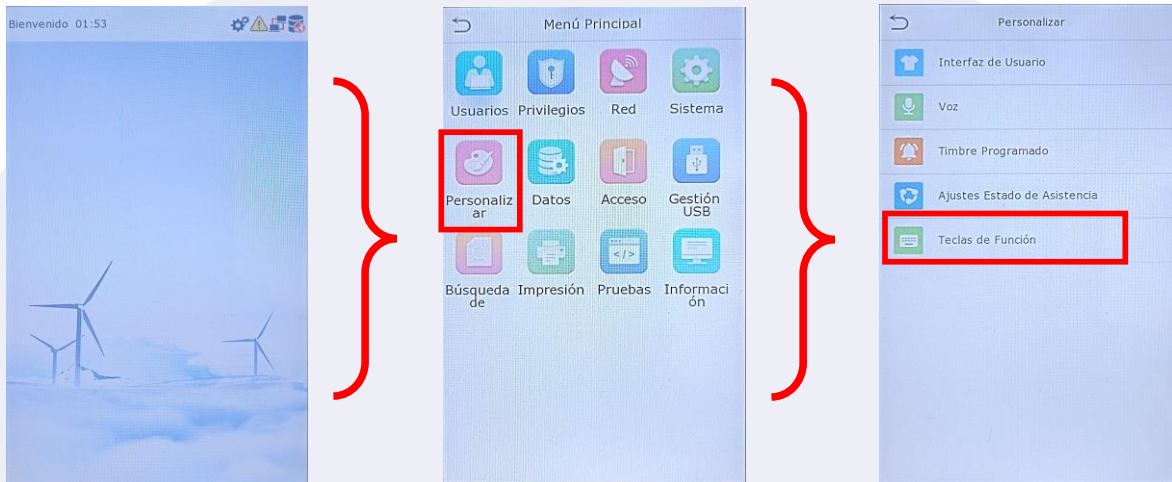 Bienvenido 01:53
Menú Principal
Usuarios Privilegios Red Sistema
Personaliz
ar
Datos Acceso Gestión
USB
Búsqueda
de
Impresión Pruebas Informaci
ón
</>
Personalizar
Interfaz de Usuario
Voz
Timbre Programado
Ajustes Estado de Asistencia
Teclas de Función